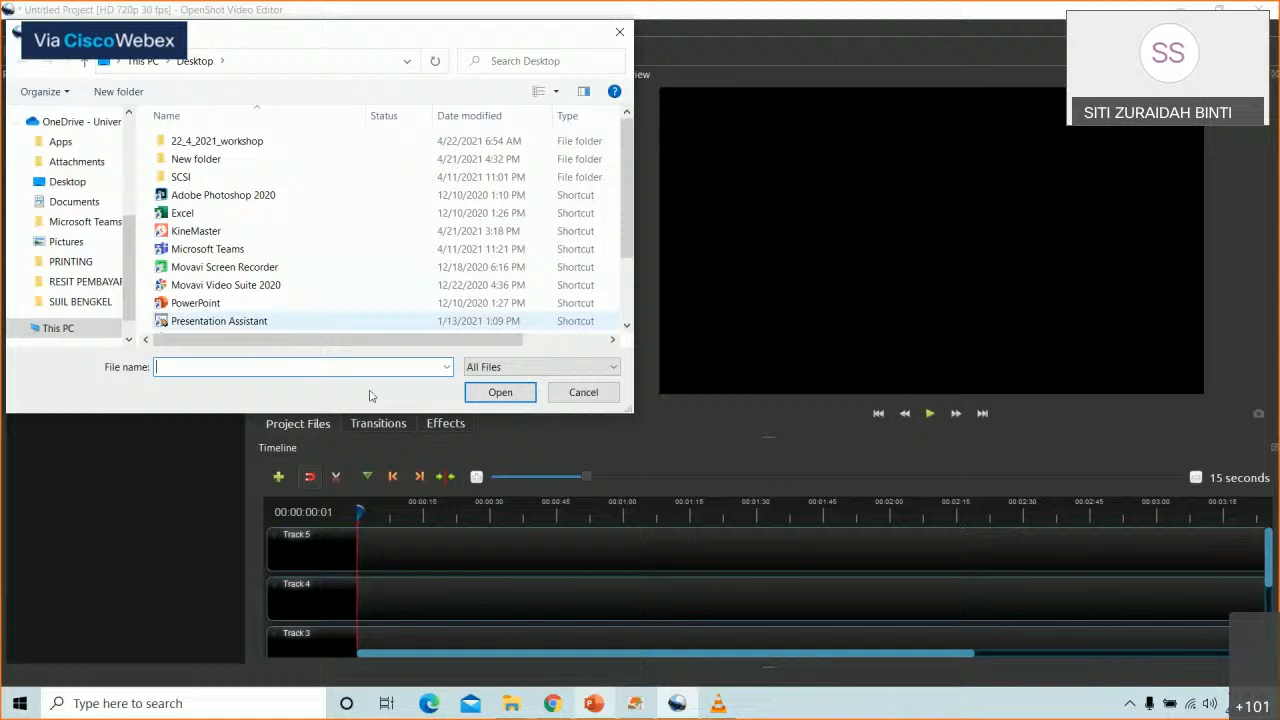 * Untitled Project [HD 720p 30 fps] - OpenShot Video Editor
Via CiscoWebex
This PC > Desktop >
Search Desktop
Organize
New folder
Name
Status
Date modified
Type
OneDrive - Univer
Apps
Attachments
Desktop
Documents
Microsoft Teams
Pictures
PRINTING
RESIT PEMBAYAR
SIJIL BENGKEL
This PC
22_4_2021_workshop 4/22/2021 6:54 AM File folder
New folder 4/21/2021 4:32 PM File folder
SCSI 4/11/2021 11:01 PM File folder
Adobe Photoshop 2020 12/10/2020 1:10 PM Shortcut
Excel 12/10/2020 1:26 PM Shortcut
KineMaster 4/21/2021 3:18 PM Shortcut
Microsoft Teams 4/11/2021 11:21 PM Shortcut
Movavi Screen Recorder 12/18/2020 6:16 PM Shortcut
Movavi Video Suite 2020 12/22/2020 4:36 PM Shortcut
PowerPoint 12/10/2020 1:27 PM Shortcut
Presentation Assistant 1/13/2021 1:09 PM Shortcut
File name:
All Files
Open
Cancel
SS
SITI ZURAIDAH BINTI
Project Files
Transitions
Effects
Timeline
15 seconds
00:00:00:01
00:00:15 00:00:30 00:00:45 00:01:00 00:01:15 00:01:30 00:01:45 00:02:00 00:02:15 00:02:30 00:02:45 00:03:00 00:03:15
Track 5
Track 4
Track 3
Type here to search
+101